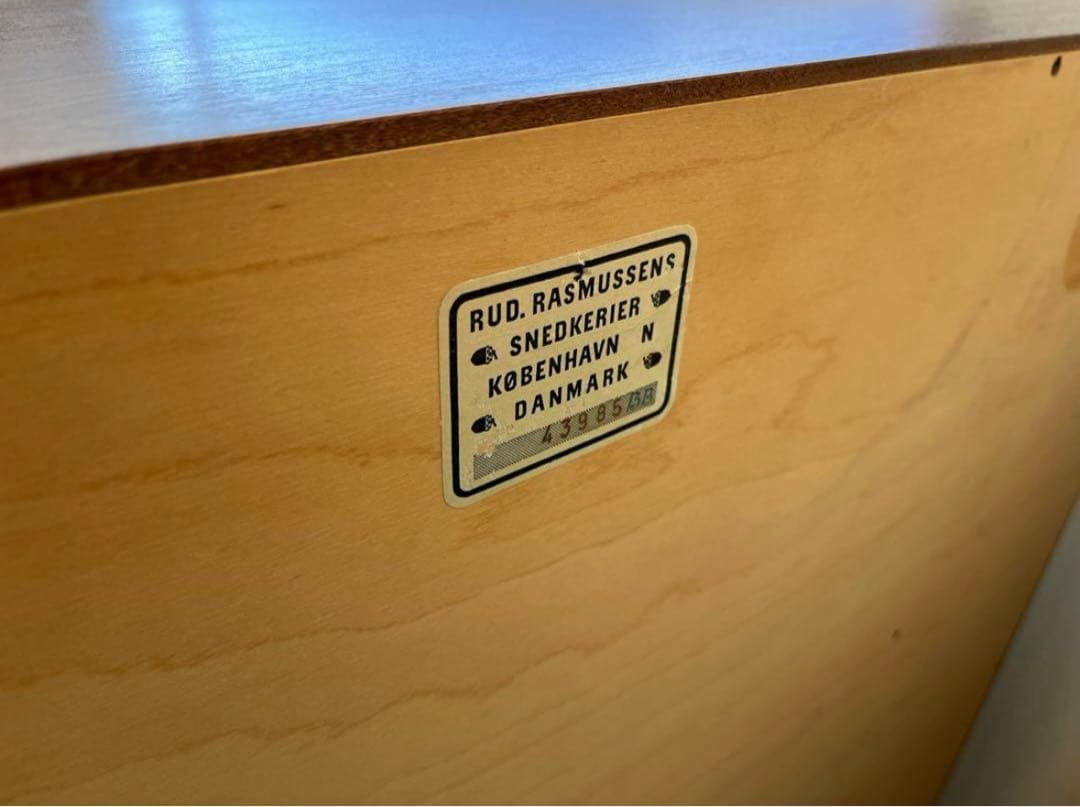 RUD. RASMUSSENS
SNEDKERIER
KØBENHAVN N
DANMARK
43985